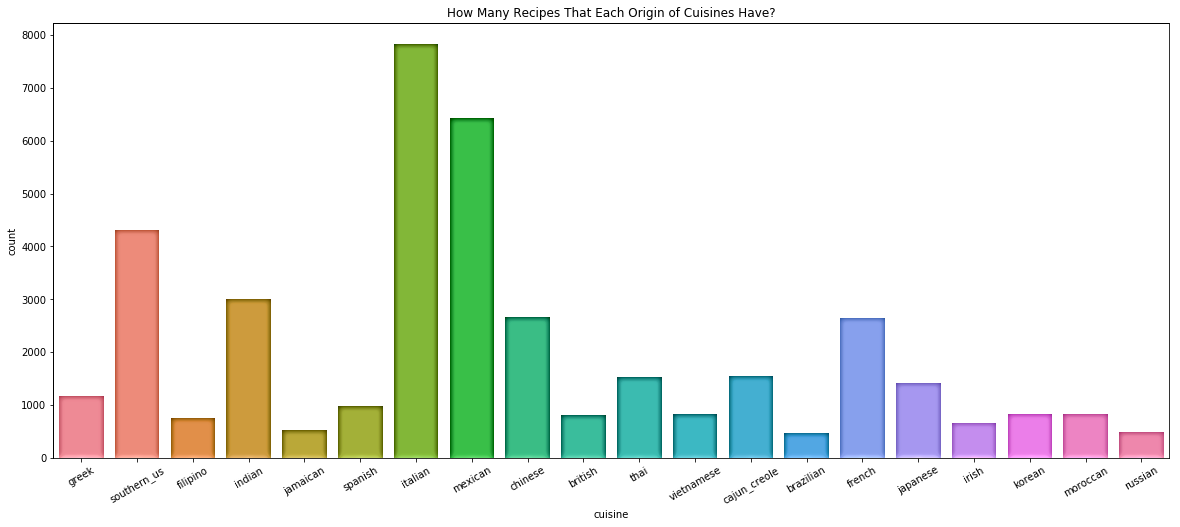 How Many Recipes That Each Origin of Cuisines Have?
8000
7000
6000
5000
4000
3000
2000
1000
0
count
greek
southern_us
filipino
indian
jamaican
spanish
italian
mexican
chinese
british
thai
vietnamese
cajun_creole
brazilian
french
japanese
irish
korean
moroccan
russian
cuisine